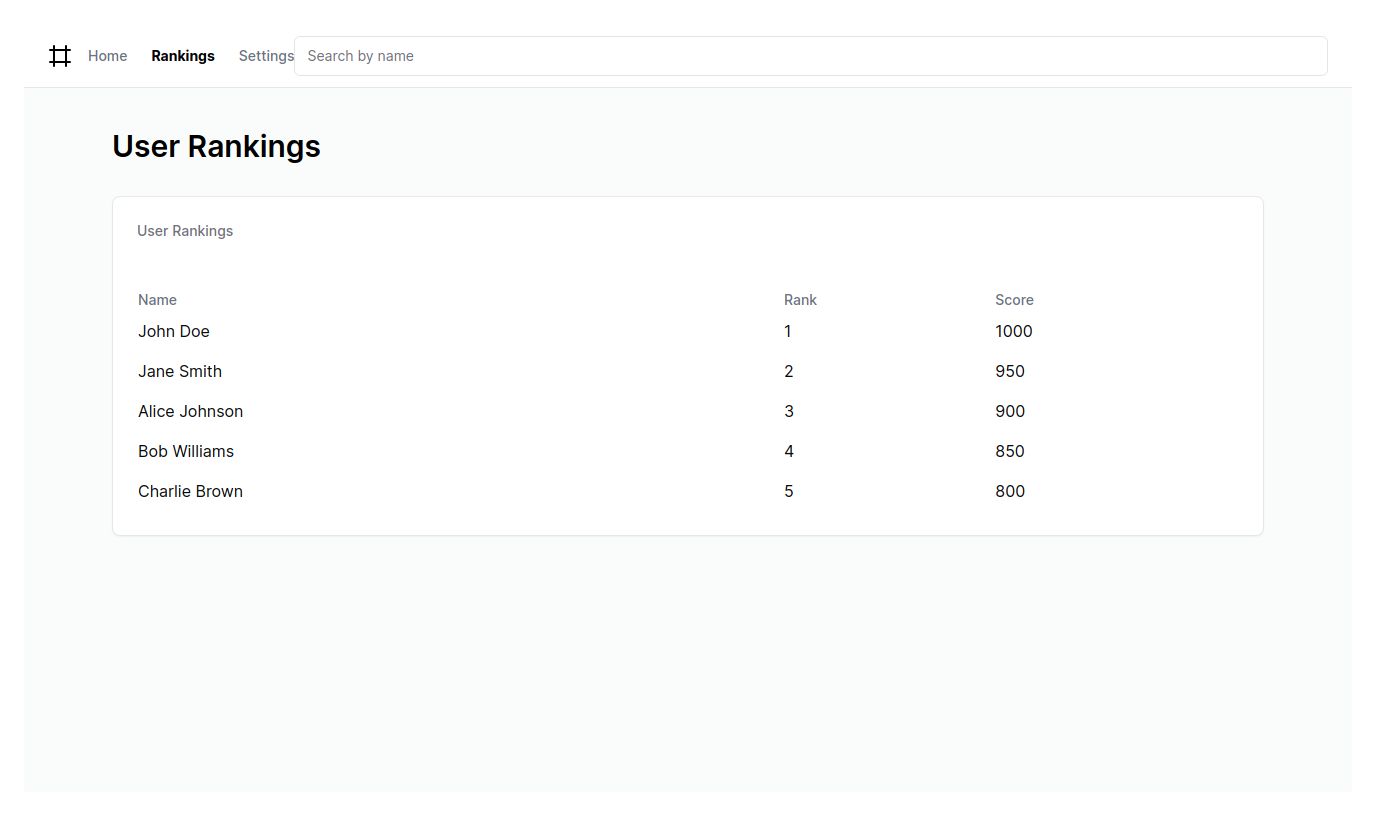 Home Rankings Settings Search by name
User Rankings
User Rankings
Name Rank Score
John Doe 1 1000
Jane Smith 2 950
Alice Johnson 3 900
Bob Williams 4 850
Charlie Brown 5 800